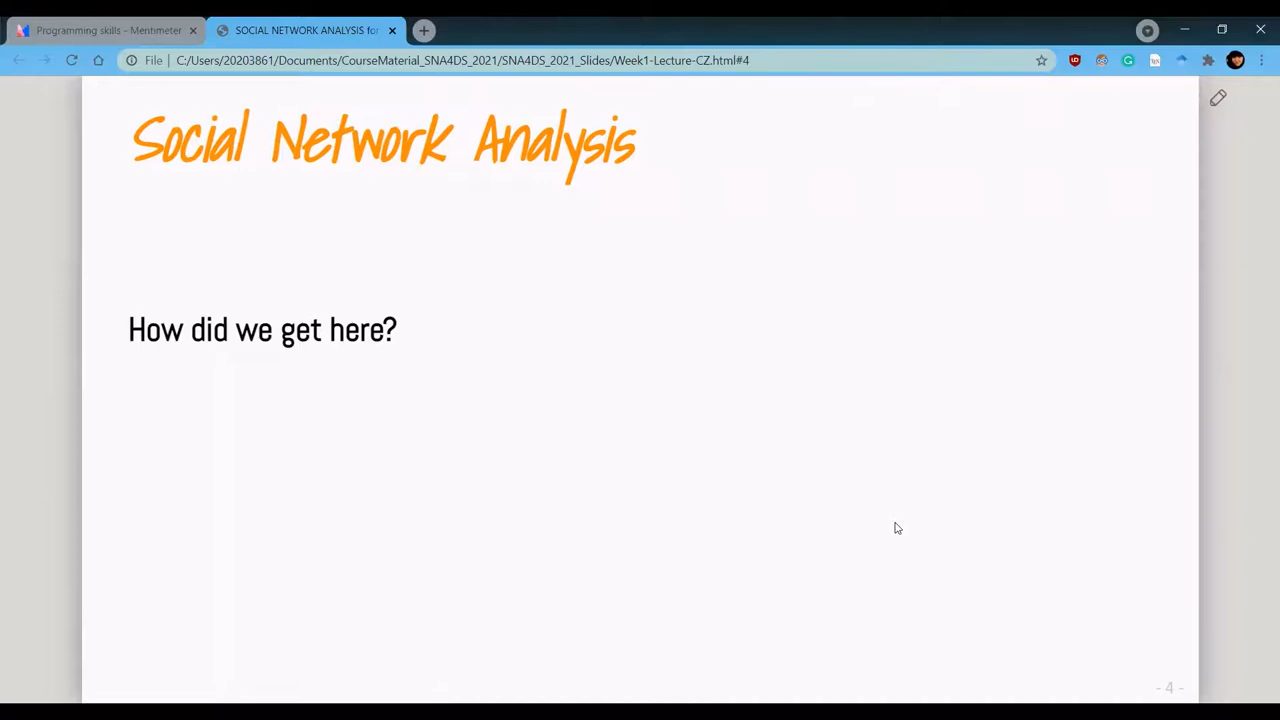 Programming skills - Mentimeter
SOCIAL NETWORK ANALYSIS for
File
C:/Users/20203861/Documents/CourseMaterial_SNA4DS_2021/SNA4DS_2021_Slides/Week1-Lecture-CZ.html#4
Social Network Analysis
How did we get here?
- 4 -